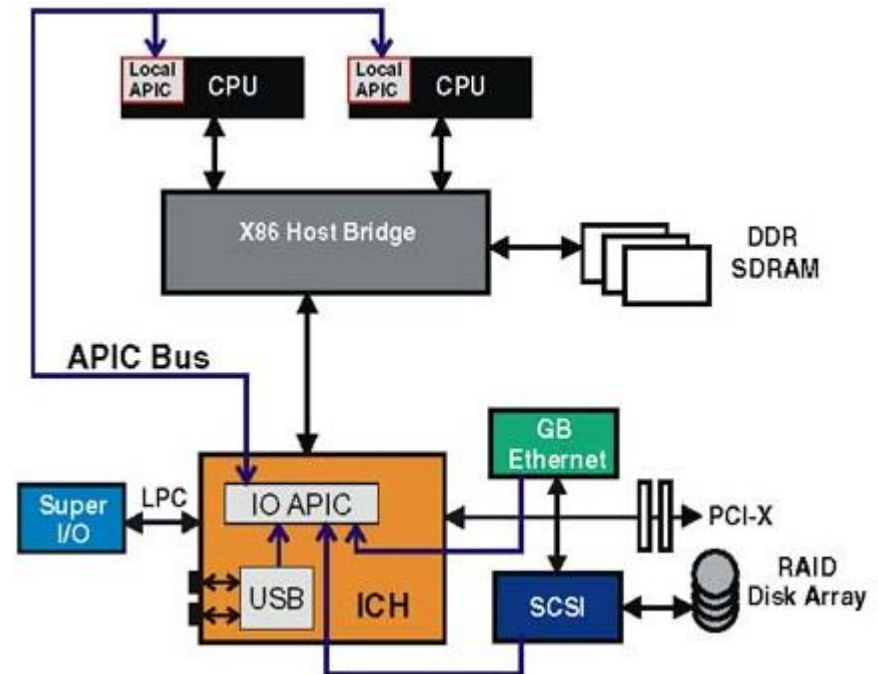 Local
APIC
CPU
Local
APIC
CPU
X86 Host Bridge
DDR
SDRAM
APIC Bus
GB
Ethernet
Super
I/O
LPC
IO APIC
PCI-X
USB
ICH
SCSI
RAID
Disk Array